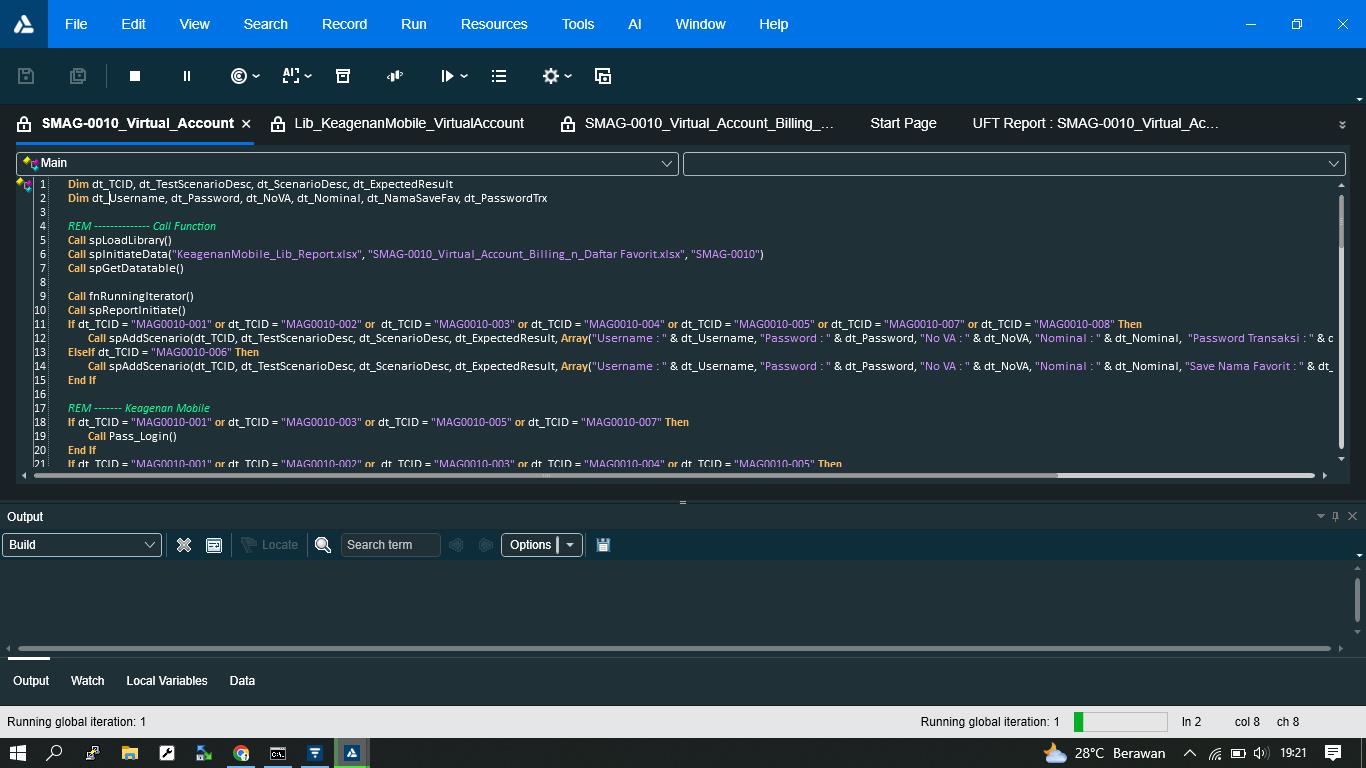 File Edit View Search Record Run Resources Tools AI Window Help
SMAG-0010_Virtual_Account Lib_KeagenanMobile_VirtualAccount SMAG-0010_Virtual_Account_Billing_... Start Page UFT Report : SMAG-0010_Virtual_Ac...
Main
1 Dim dt_TCID, dt_TestScenarioDesc, dt_ScenarioDesc, dt_ExpectedResult
2 Dim dt_Username, dt_Password, dt_NoVA, dt_Nominal, dt_NamaSaveFav, dt_PasswordTrx
3
4 REM -------------- Call Function
5 Call spLoadLibrary()
6 Call spInitiateData("KeagenanMobile_Lib_Report.xlsx", "SMAG-0010_Virtual_Account_Billing_n_Daftar Favorit.xlsx", "SMAG-0010")
7 Call spGetDatatable()
8
9 Call fnRunningIterator()
10 Call spReportInitiate()
11 If dt_TCID = "MAG0010-001" or dt_TCID = "MAG0010-002" or dt_TCID = "MAG0010-003" or dt_TCID = "MAG0010-004" or dt_TCID = "MAG0010-005" or dt_TCID = "MAG0010-007" or dt_TCID = "MAG0010-008" Then
12 Call spAddScenario(dt_TCID, dt_TestScenarioDesc, dt_ScenarioDesc, dt_ExpectedResult, Array("Username : " & dt_Username, "Password : " & dt_Password, "No VA : " & dt_NoVA, "Nominal : " & dt_Nominal, "Password Transaksi : " & d
13 ElseIf dt_TCID = "MAG0010-006" Then
14 Call spAddScenario(dt_TCID, dt_TestScenarioDesc, dt_ScenarioDesc, dt_ExpectedResult, Array("Username : " & dt_Username, "Password : " & dt_Password, "No VA : " & dt_NoVA, "Nominal : " & dt_Nominal, "Save Nama Favorit : " & dt_
15 End If
16
17 REM ------- Keagenan Mobile
18 If dt_TCID = "MAG0010-001" or dt_TCID = "MAG0010-003" or dt_TCID = "MAG0010-005" or dt_TCID = "MAG0010-007" Then
19 Call Pass_Login()
20 End If
21 If dt_TCID = "MAG0010-001" or dt_TCID = "MAG0010-002" or dt_TCID = "MAG0010-003" or dt_TCID = "MAG0010-004" or dt_TCID = "MAG0010-005" Then
Output
Build Locate Search term Options
Output Watch Local Variables Data
Running global iteration: 1 Running global iteration: 1 ln 2 col 8 ch 8
28°C Berawan 19:21